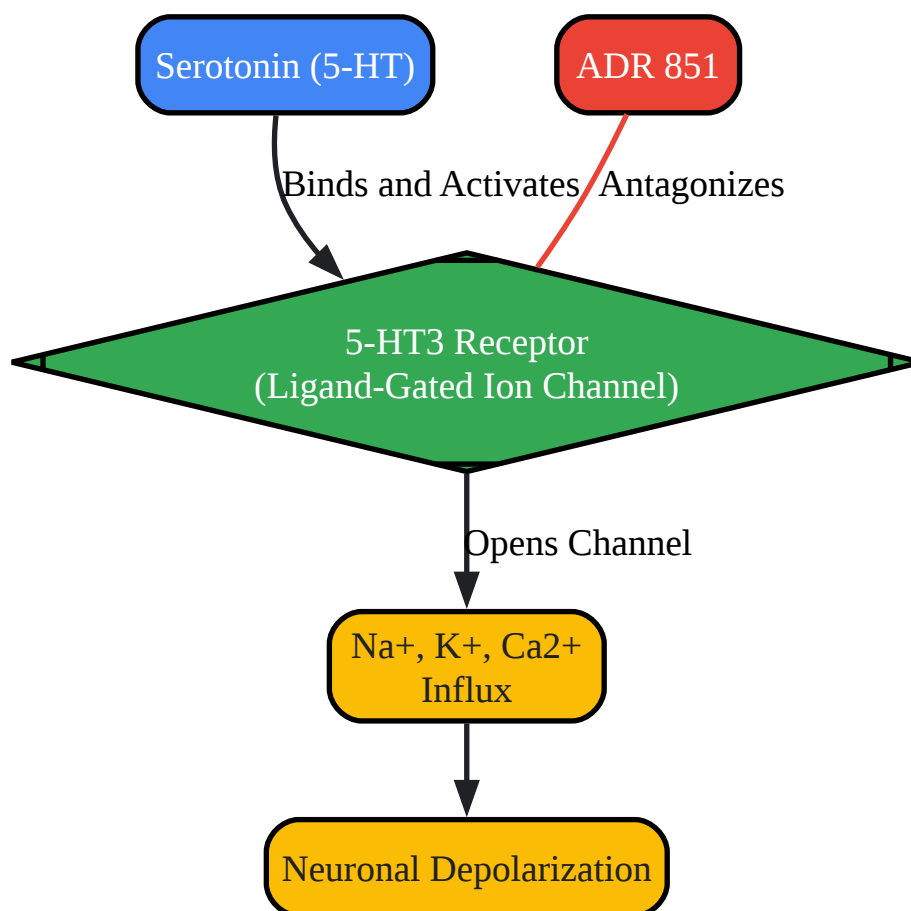 Serotonin (5-HT)
ADR 851
Binds and Activates
Antagonizes
5-HT3 Receptor
(Ligand-Gated Ion Channel)
Opens Channel
Na+, K+, Ca2+
Influx
Neuronal Depolarization